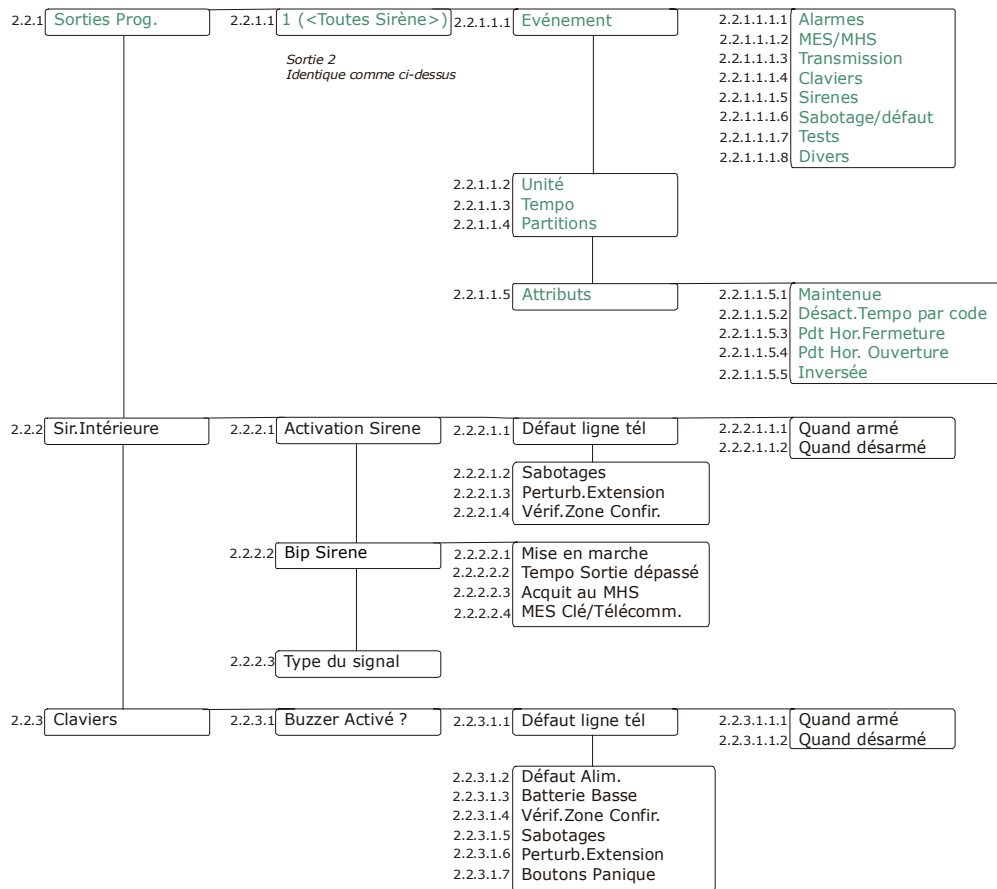 2.2.1 Sorties Prog.
2.2.1.1 1 (<Toutes Sirène>)
Sortie 2
Identique comme ci-dessus
2.2.1.1.1 Evénement
2.2.1.1.1.1 Alarmes
2.2.1.1.1.2 MES/MHS
2.2.1.1.1.3 Transmission
2.2.1.1.1.4 Claviers
2.2.1.1.1.5 Sirenes
2.2.1.1.1.6 Sabotage/défaut
2.2.1.1.1.7 Tests
2.2.1.1.1.8 Divers
2.2.1.1.2 Unité
2.2.1.1.3 Tempo
2.2.1.1.4 Partitions
2.2.1.1.5 Attributs
2.2.1.1.5.1 Maintenue
2.2.1.1.5.2 Désact.Tempo par code
2.2.1.1.5.3 Pdt Hor.Fermeture
2.2.1.1.5.4 Pdt Hor. Ouverture
2.2.1.1.5.5 Inversée
2.2.2 Sir.Intérieure
2.2.2.1 Activation Sirene
2.2.2.1.1 Défaut ligne tél
2.2.2.1.1.1 Quand armé
2.2.2.1.1.2 Quand désarmé
2.2.2.1.2 Sabotages
2.2.2.1.3 Perturb.Extension
2.2.2.1.4 Vérif.Zone Confir.
2.2.2.2 Bip Sirene
2.2.2.2.1 Mise en marche
2.2.2.2.2 Tempo Sortie dépassé
2.2.2.2.3 Acquit au MHS
2.2.2.2.4 MES Clé/Télécomm.
2.2.2.3 Type du signal
2.2.3 Claviers
2.2.3.1 Buzzer Activé ?
2.2.3.1.1 Défaut ligne tél
2.2.3.1.1.1 Quand armé
2.2.3.1.1.2 Quand désarmé
2.2.3.1.2 Défaut Alim.
2.2.3.1.3 Batterie Basse
2.2.3.1.4 Vérif.Zone Confir.
2.2.3.1.5 Sabotages
2.2.3.1.6 Perturb.Extension
2.2.3.1.7 Boutons Panique